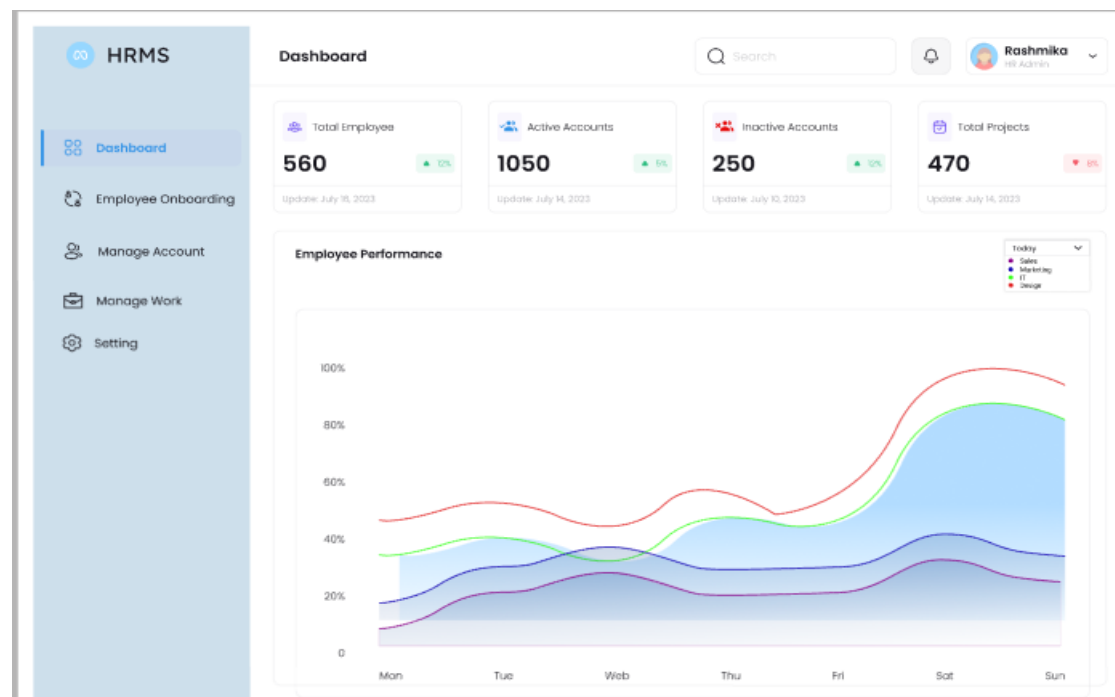 HRMS
Dashboard
Employee Onboarding
Manage Account
Manage Work
Setting
Dashboard
Search
Rashmika
HR Admin
Total Employee
560
12%
Update: July 16, 2023
Active Accounts
1050
5%
Update: July 14, 2023
Inactive Accounts
250
12%
Update: July 10, 2023
Total Projects
470
8%
Update: July 14, 2023
Employee Performance
Today
Sales
Marketing
IT
Design
100%
80%
60%
40%
20%
0
Mon Tue Web Thu Fri Sat Sun